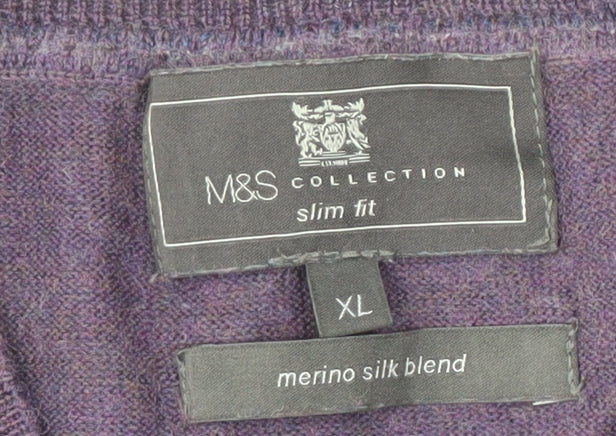 M&S COLLECTION
slim fit
XL
merino silk blend